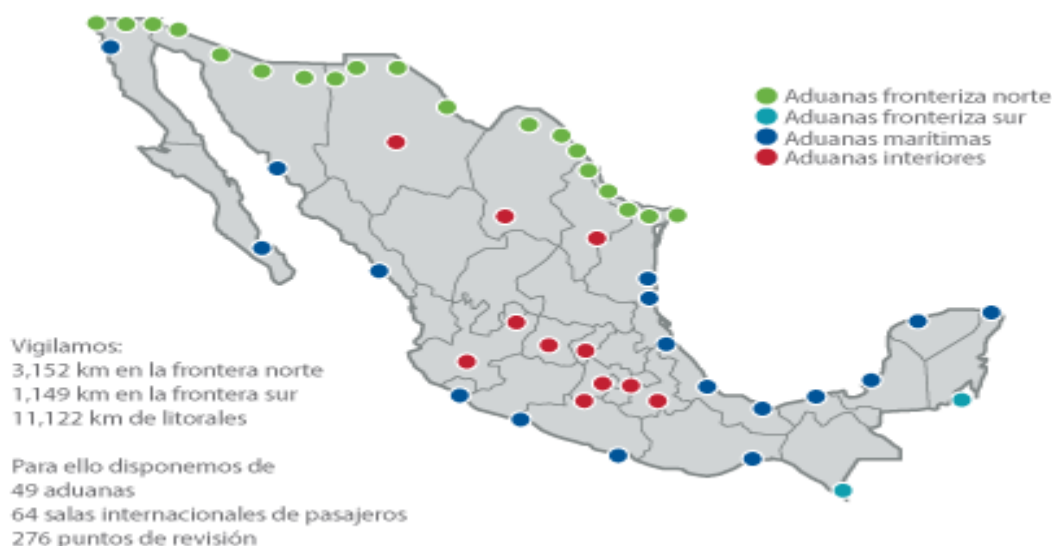 Aduanas fronteriza norte
Aduanas fronteriza sur
Aduanas marítimas
Aduanas interiores
Vigilamos:
3,152 km en la frontera norte
1,149 km en la frontera sur
11,122 km de litorales
Para ello disponemos de
49 aduanas
64 salas internacionales de pasajeros
276 puntos de revisión